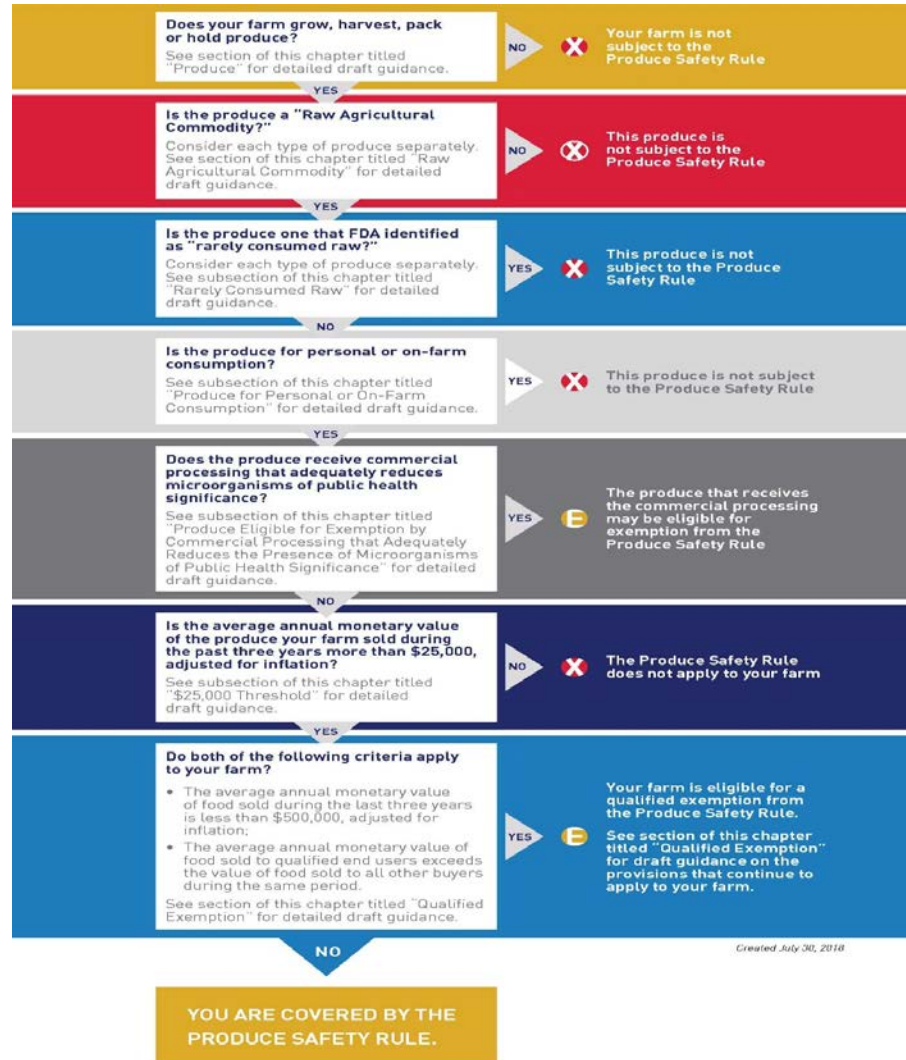 Does your farm grow, harvest, pack
or hold produce?
See section of this chapter titled
"Produce" for detailed draft guidance.
NO
X
Your farm is not
subject to the
Produce Safety Rule
YES
Is the produce a "Raw Agricultural
Commodity?"
Consider each type of produce separately.
See section of this chapter titled "Raw
Agricultural Commodity" for detailed
draft guidance.
NO
X
This produce is
not subject to the
Produce Safety Rule
YES
Is the produce one that FDA identified
as "rarely consumed raw?"
Consider each type of produce separately.
See subsection of this chapter titled
"Rarely Consumed Raw" for detailed
draft guidance.
YES
X
This produce is not
subject to the Produce
Safety Rule
NO
Is the produce for personal or on-farm
consumption?
See subsection of this chapter titled
"Produce for Personal or On-Farm
Consumption" for detailed draft guidance.
YES
X
This produce is not subject
to the Produce Safety Rule
YES
Does the produce receive commercial
processing that adequately reduces
microorganisms of public health
significance?
See subsection of this chapter titled
"Produce Eligible for Exemption by
Commercial Processing that Adequately
Reduces the Presence of Microorganisms
of Public Health Significance" for detailed
draft guidance.
YES
E
The produce that receives
the commercial processing
may be eligible for
exemption from the
Produce Safety Rule
NO
Is the average annual monetary value
of the produce your farm sold during
the past three years more than $25,000,
adjusted for inflation?
See subsection of this chapter titled
"$25,000 Threshold" for detailed
draft guidance.
NO
X
The Produce Safety Rule
does not apply to your farm
YES
Do both of the following criteria apply
to your farm?
• The average annual monetary value
of food sold during the last three years
is less than $500,000, adjusted for
inflation;
• The average annual monetary value of
food sold to qualified end users exceeds
the value of food sold to all other buyers
during the same period.
See section of this chapter titled "Qualified
Exemption" for detailed draft guidance.
YES
E
Your farm is eligible for a
qualified exemption from
the Produce Safety Rule.
See section of this chapter
titled "Qualified Exemption"
for draft guidance on the
provisions that continue to
apply to your farm.
NO
Created July 30, 2018
YOU ARE COVERED BY THE
PRODUCE SAFETY RULE.